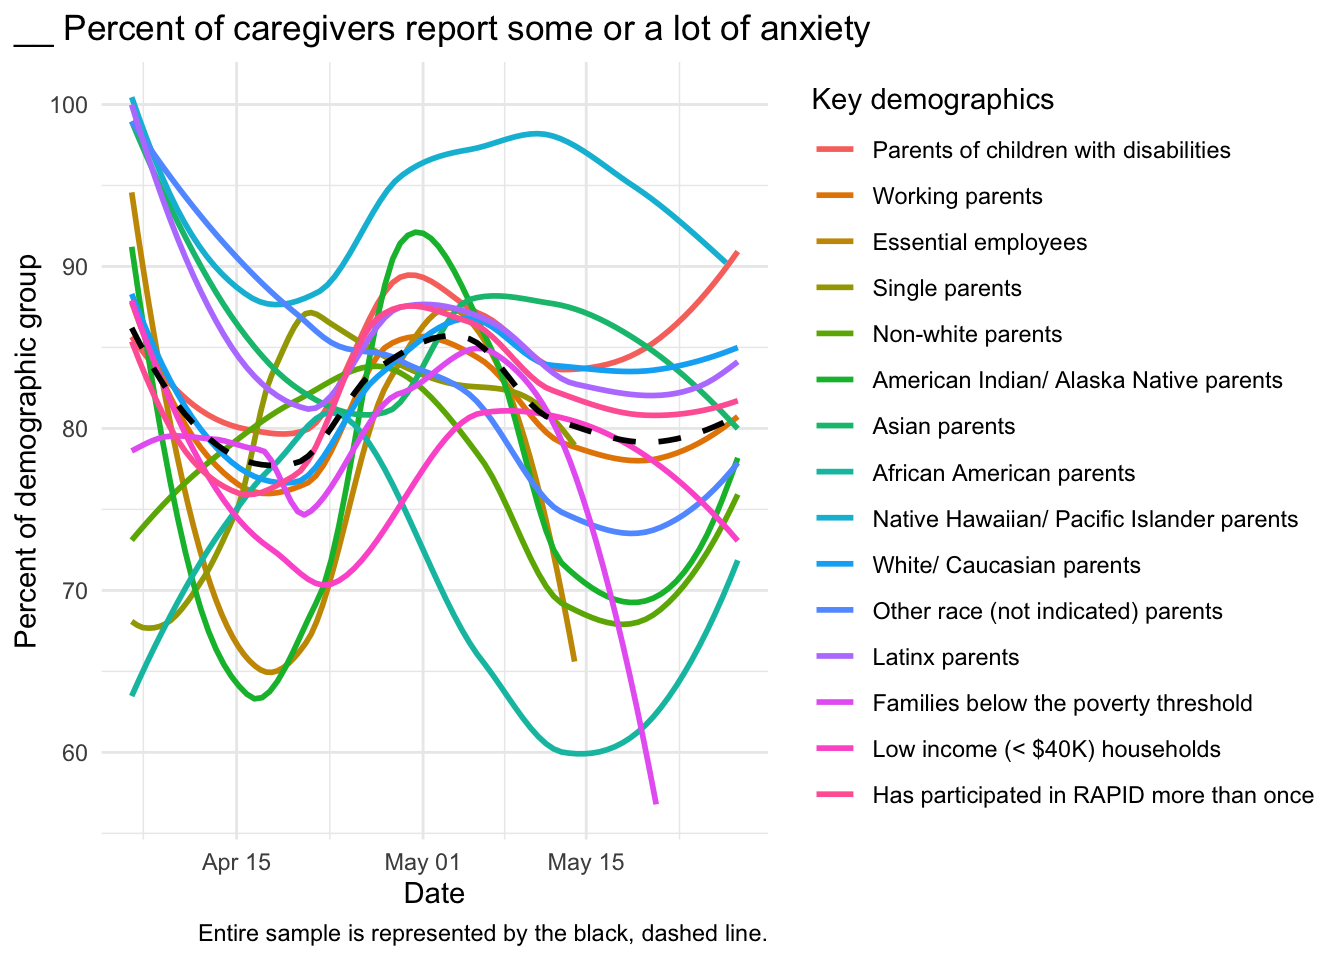 __ Percent of caregivers report some or a lot of anxiety
Percent of demographic group
100
90
80
70
60
Apr 15
May 01
May 15
Date
Entire sample is represented by the black, dashed line.
Key demographics
Parents of children with disabilities
Working parents
Essential employees
Single parents
Non-white parents
American Indian/ Alaska Native parents
Asian parents
African American parents
Native Hawaiian/ Pacific Islander parents
White/ Caucasian parents
Other race (not indicated) parents
Latinx parents
Families below the poverty threshold
Low income (< $40K) households
Has participated in RAPID more than once